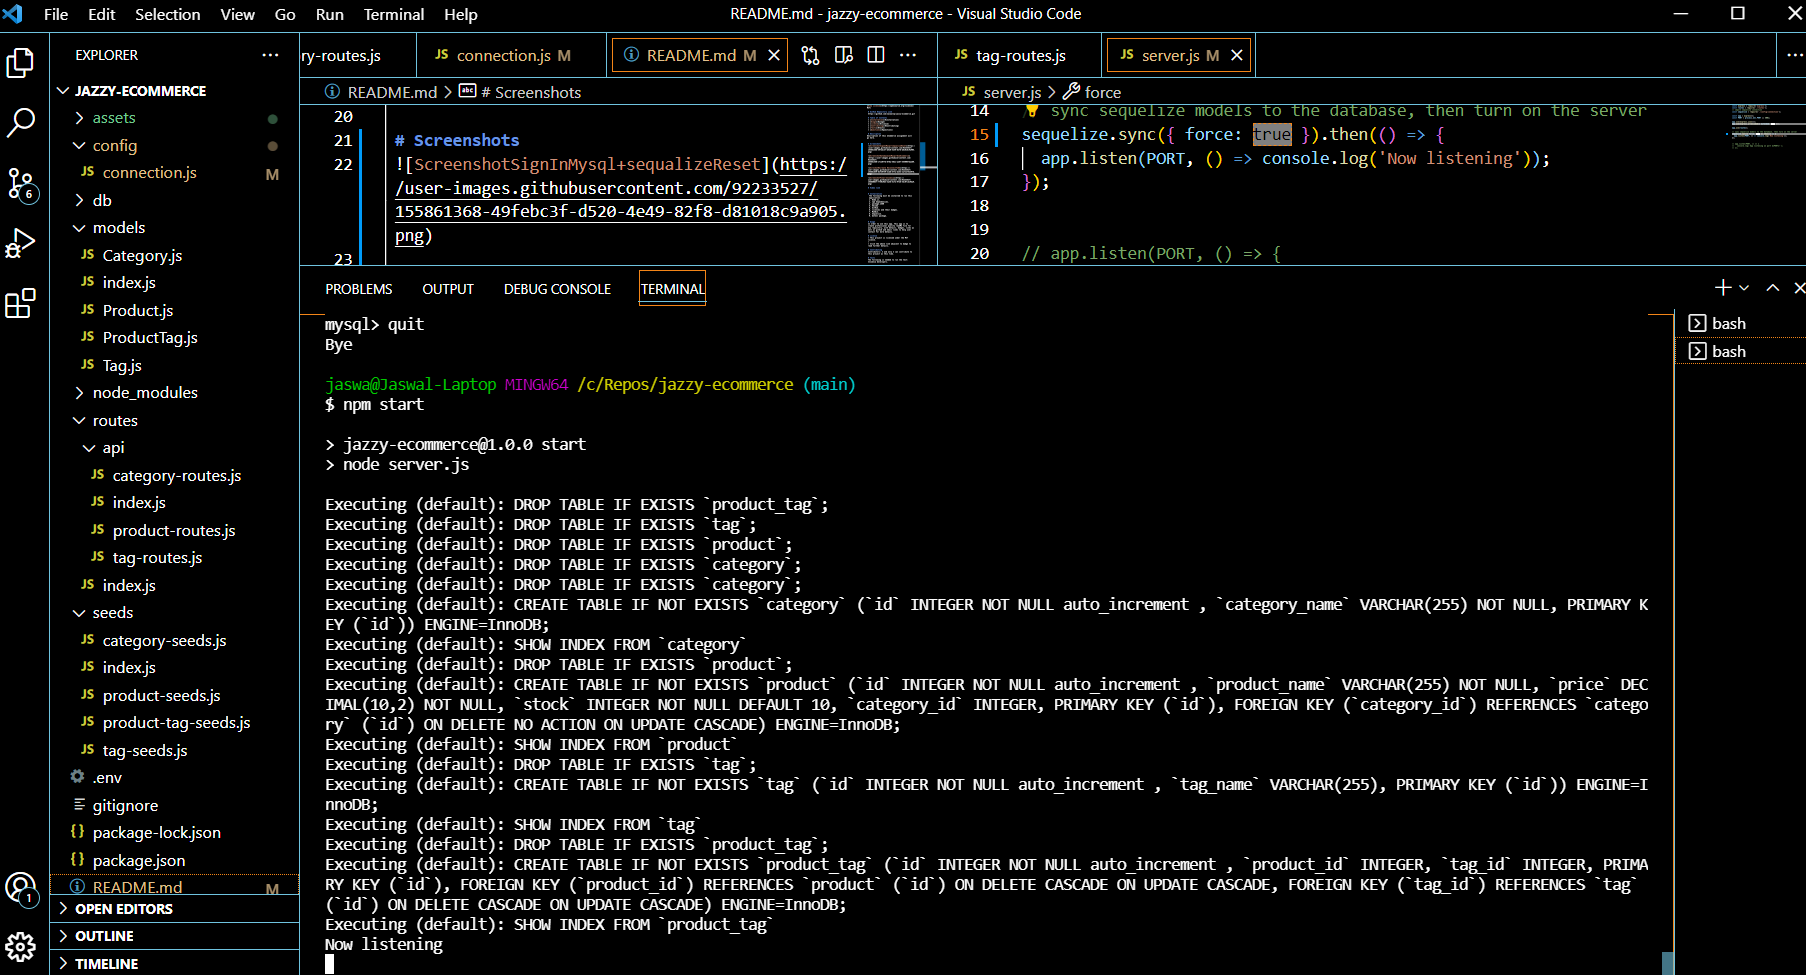 File Edit Selection View Go Run Terminal Help
README.md - jazzy-ecommerce - Visual Studio Code
EXPLORER
JAZZY-ECOMMERCE
assets
config
JS connection.js M
db
models
JS Category.js
JS index.js
JS Product.js
JS ProductTag.js
JS Tag.js
node_modules
routes
api
JS category-routes.js
JS index.js
JS product-routes.js
JS tag-routes.js
JS index.js
seeds
JS category-seeds.js
JS index.js
JS product-seeds.js
JS product-tag-seeds.js
JS tag-seeds.js
.env
gitignore
{} package-lock.json
{} package.json
README.md M
OPEN EDITORS
OUTLINE
TIMELINE
6
1
ry-routes.js JS connection.js M README.md M
README.md > abc # Screenshots
20
21 # Screenshots
22 ![ScreenshotSignInMysql+sequalizeReset](https:/
/user-images.githubusercontent.com/92233527/
155861368-49febc3f-d520-4e49-82f8-d81018c9a905.
png)
23
JS tag-routes.js JS server.js M
JS server.js > force
14 // sync sequelize models to the database, then turn on the server
15 sequelize.sync({ force: true }).then(() => {
16 app.listen(PORT, () => console.log('Now listening'));
17 });
18
19
20 // app.listen(PORT, () => {
PROBLEMS OUTPUT DEBUG CONSOLE TERMINAL
bash
bash
mysql> quit
Bye
jaswa@Jaswal-Laptop MINGW64 /c/Repos/jazzy-ecommerce (main)
$ npm start
> jazzy-ecommerce@1.0.0 start
> node server.js
Executing (default): DROP TABLE IF EXISTS `product_tag`;
Executing (default): DROP TABLE IF EXISTS `tag`;
Executing (default): DROP TABLE IF EXISTS `product`;
Executing (default): DROP TABLE IF EXISTS `category`;
Executing (default): DROP TABLE IF EXISTS `category`;
Executing (default): CREATE TABLE IF NOT EXISTS `category` (`id` INTEGER NOT NULL auto_increment , `category_name` VARCHAR(255) NOT NULL, PRIMARY K
EY (`id`)) ENGINE=InnoDB;
Executing (default): SHOW INDEX FROM `category`
Executing (default): DROP TABLE IF EXISTS `product`;
Executing (default): CREATE TABLE IF NOT EXISTS `product` (`id` INTEGER NOT NULL auto_increment , `product_name` VARCHAR(255) NOT NULL, `price` DEC
IMAL(10,2) NOT NULL, `stock` INTEGER NOT NULL DEFAULT 10, `category_id` INTEGER, PRIMARY KEY (`id`), FOREIGN KEY (`category_id`) REFERENCES `catego
ry` (`id`) ON DELETE NO ACTION ON UPDATE CASCADE) ENGINE=InnoDB;
Executing (default): SHOW INDEX FROM `product`
Executing (default): DROP TABLE IF EXISTS `tag`;
Executing (default): CREATE TABLE IF NOT EXISTS `tag` (`id` INTEGER NOT NULL auto_increment , `tag_name` VARCHAR(255), PRIMARY KEY (`id`)) ENGINE=I
nnoDB;
Executing (default): SHOW INDEX FROM `tag`
Executing (default): DROP TABLE IF EXISTS `product_tag`;
Executing (default): CREATE TABLE IF NOT EXISTS `product_tag` (`id` INTEGER NOT NULL auto_increment , `product_id` INTEGER, `tag_id` INTEGER, PRIMA
RY KEY (`id`), FOREIGN KEY (`product_id`) REFERENCES `product` (`id`) ON DELETE CASCADE ON UPDATE CASCADE, FOREIGN KEY (`tag_id`) REFERENCES `tag`
(`id`) ON DELETE CASCADE ON UPDATE CASCADE) ENGINE=InnoDB;
Executing (default): SHOW INDEX FROM `product_tag`
Now listening